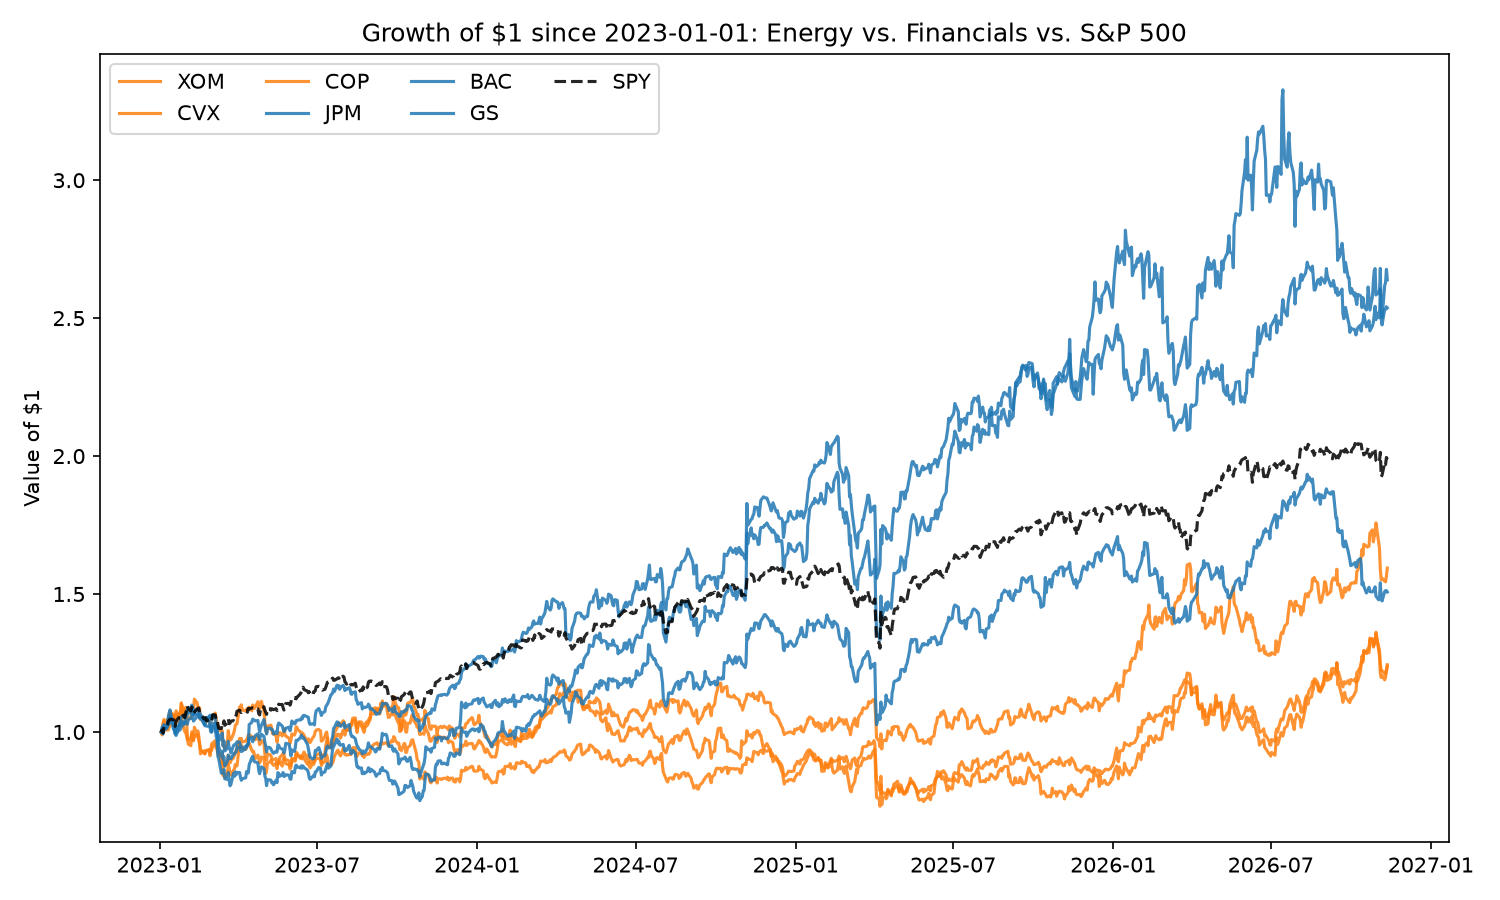 Growth of $1 since 2023-01-01: Energy vs. Financials vs. S&P 500
XOM COP BAC SPY
CVX JPM GS
Value of $1
3.0
2.5
2.0
1.5
1.0
2023-01 2023-07 2024-01 2024-07 2025-01 2025-07 2026-01 2026-07 2027-01